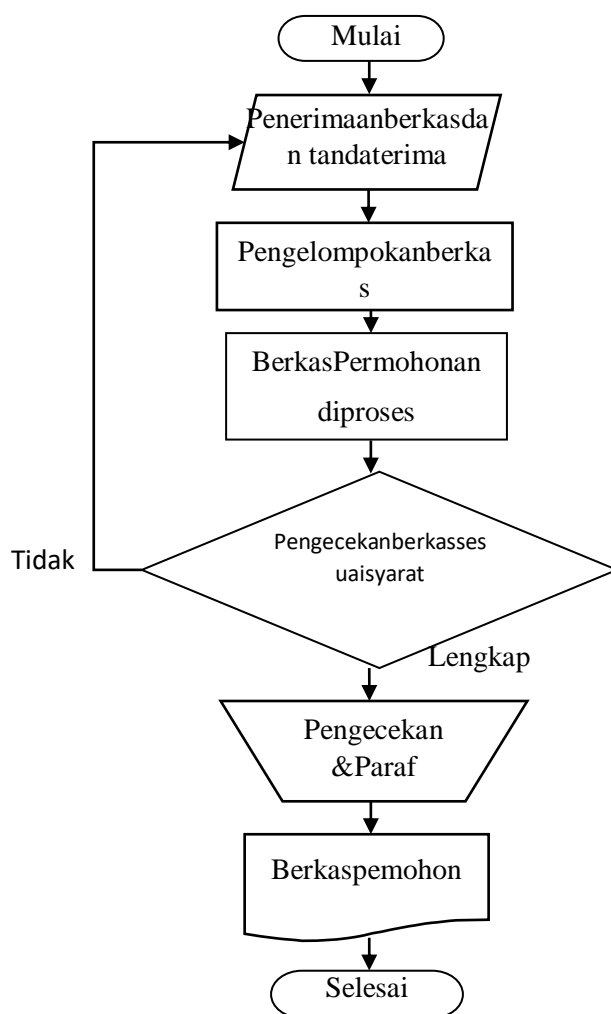 Mulai
Penerimaanberkasda
n tandaterima
Pengelompokanberka
s
BerkasPermohonan
diproses
Pengecekanberkasses
uaisyarat
Tidak
Lengkap
Pengecekan
&Paraf
Berkaspemohon
Selesai